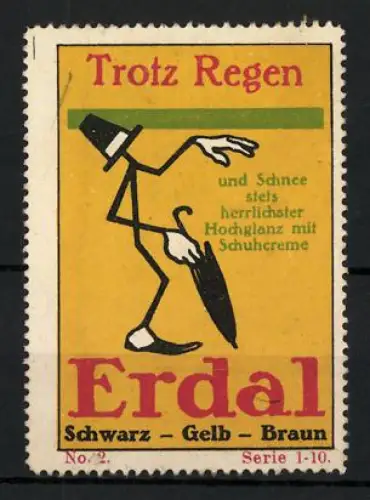 Trotz Regen
und Schnee
stets
herrlichster
Hochglanz mit
Schuhcreme
Erdal
Schwarz – Gelb – Braun
No. 2. Serie 1-10.